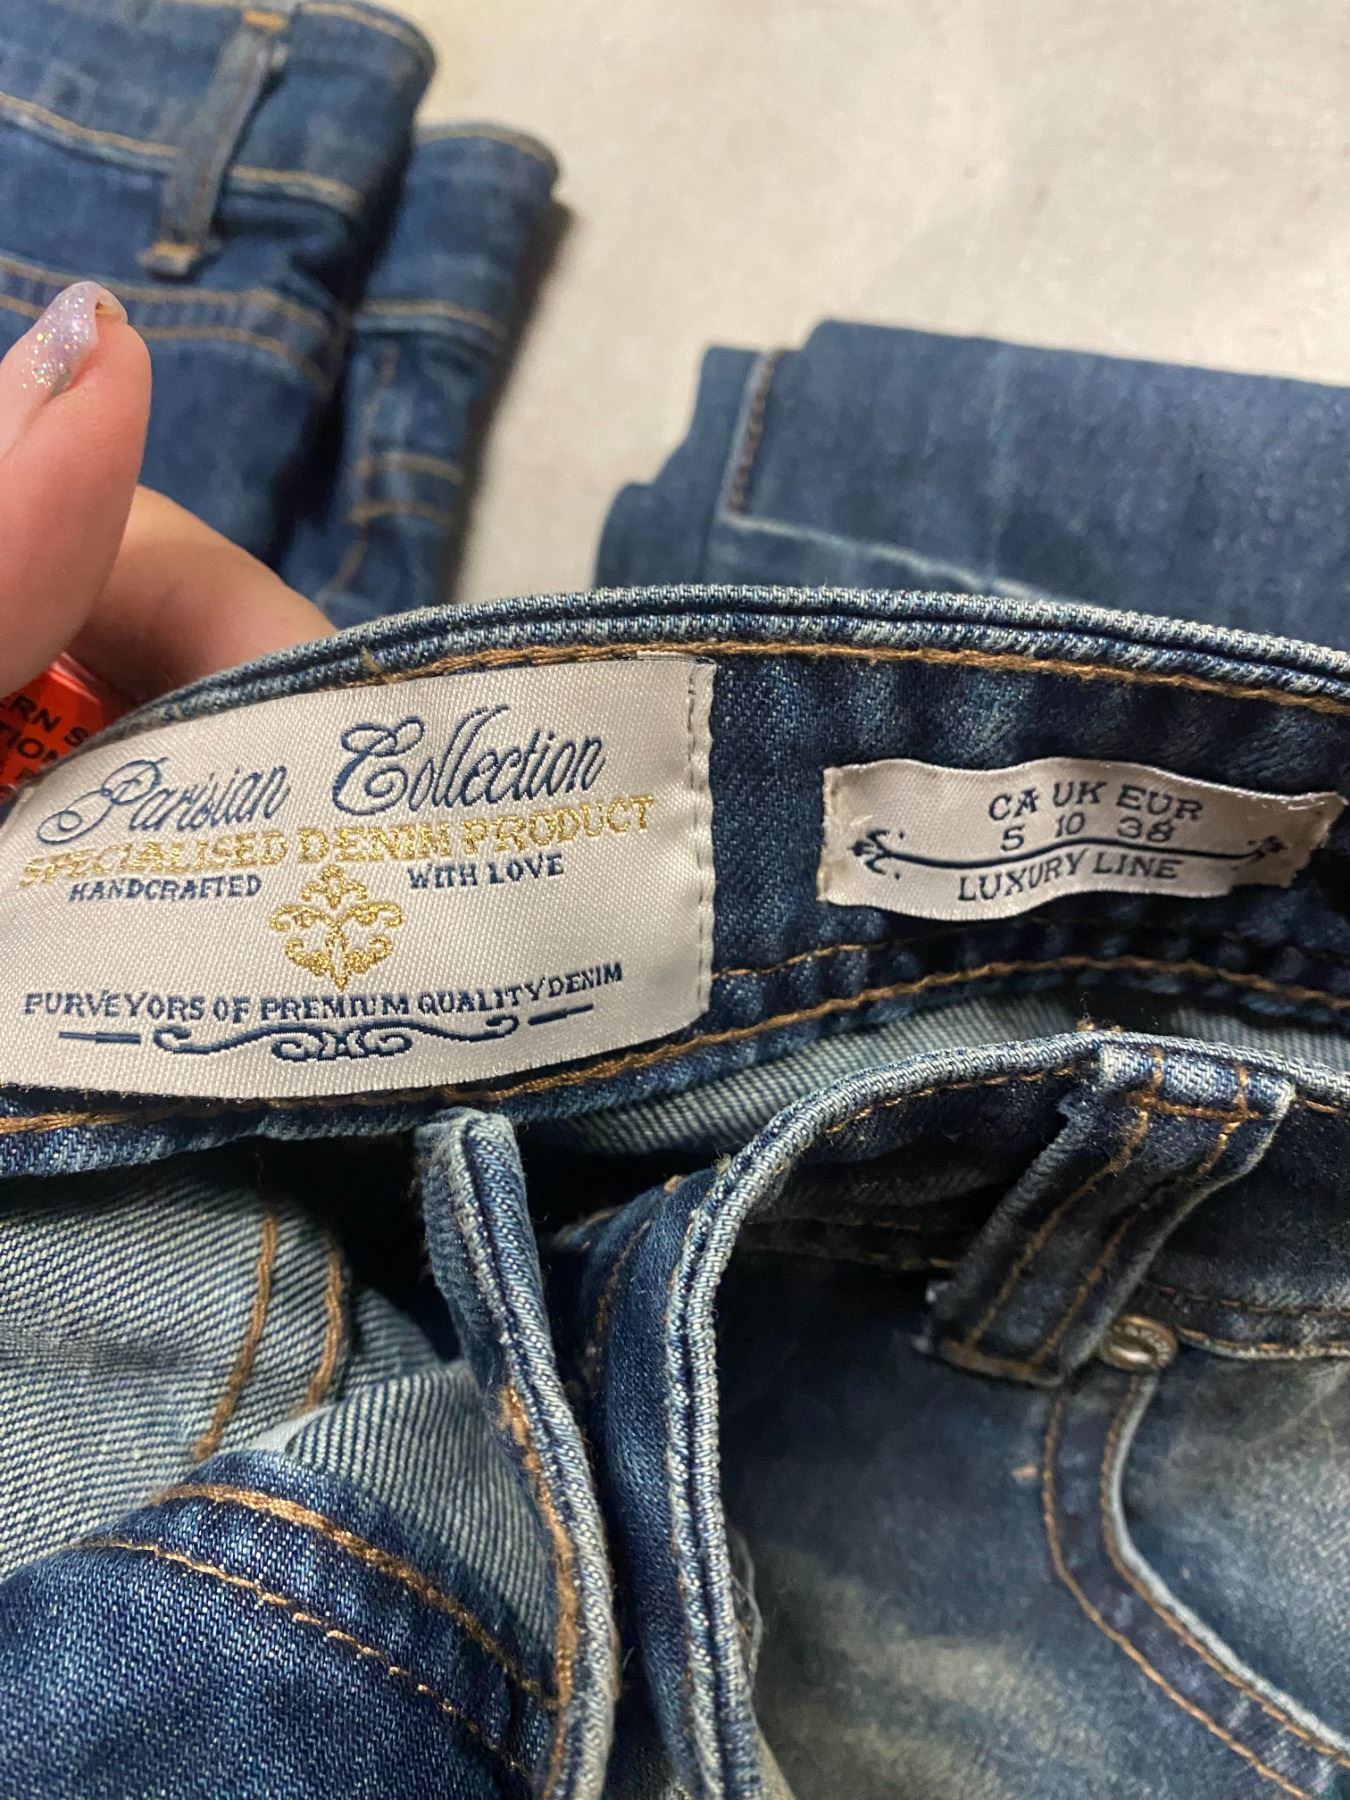 Parisian Collection
SPECIALISED DENIM PRODUCT
HANDCRAFTED WITH LOVE
PURVEYORS OF PREMIUM QUALITY DENIM
CA UK EUR
5 10 38
LUXURY LINE